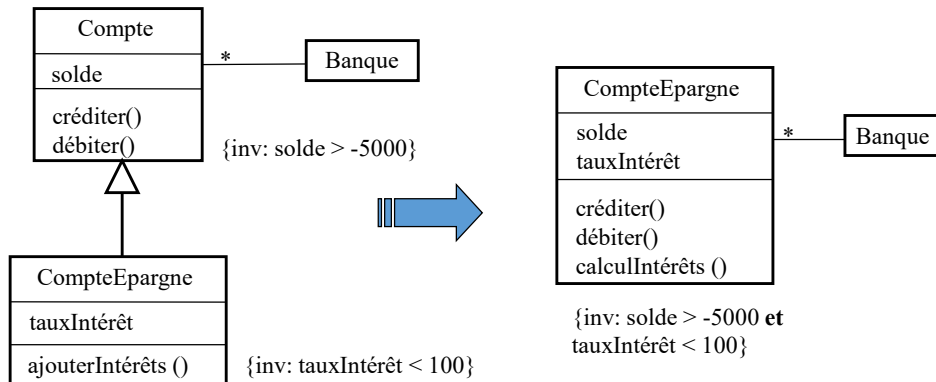 Compte
solde
créditer()
débiter()
*
Banque
{inv: solde > -5000}
CompteEpargne
tauxIntérêt
ajouterIntérêts ()
{inv: tauxIntérêt < 100}
CompteEpargne
solde
tauxIntérêt
créditer()
débiter()
calculIntérêts ()
*
Banque
{inv: solde > -5000 et
tauxIntérêt < 100}